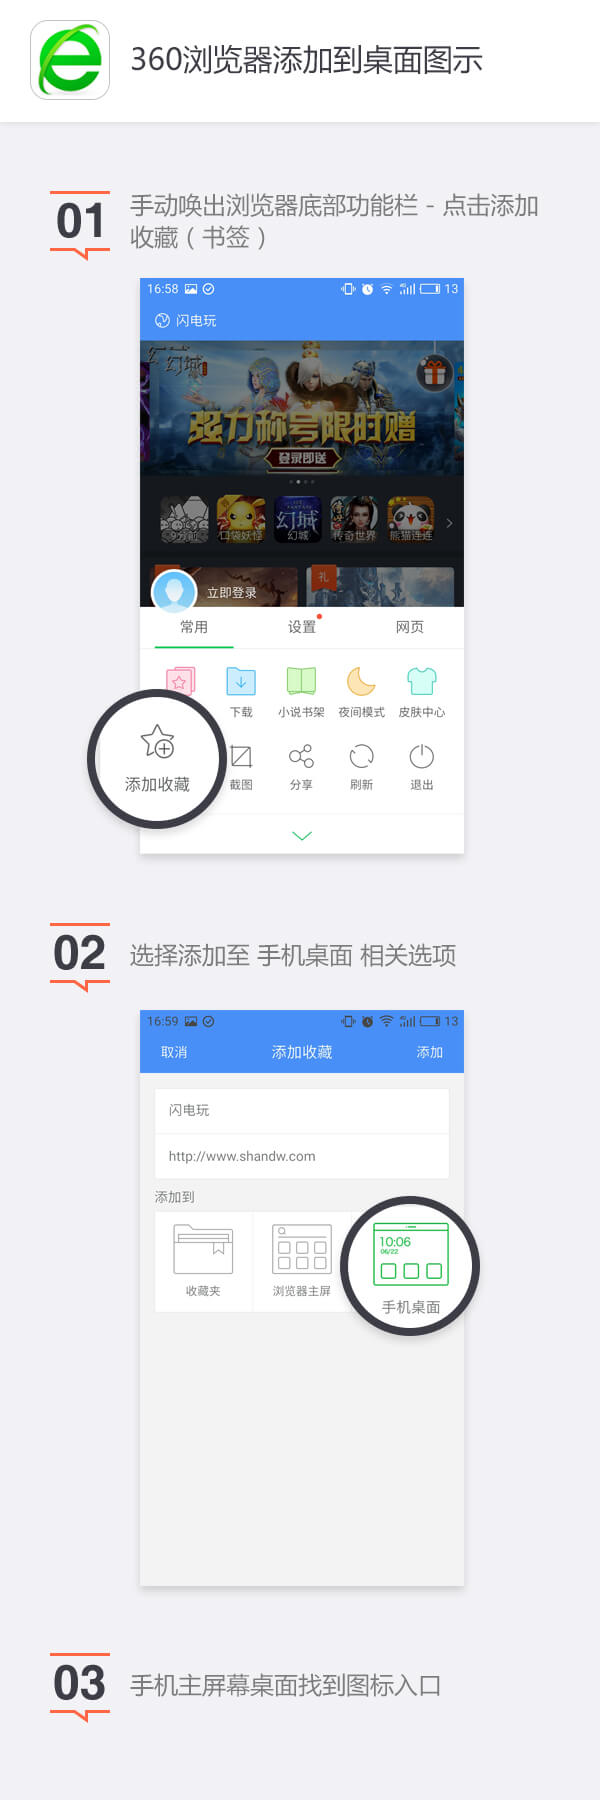 360浏览器添加到桌面图示
01
手动唤出浏览器底部功能栏 - 点击添加
收藏（书签）
16:58
4G
13
闪电玩
幻城
强力称号限时赠
登录即送
口袋妖怪
幻城
传奇世界
熊猫连连
礼
立即登录
常用 设置 网页
下载 小说书架 夜间模式 皮肤中心
添加收藏 截图 分享 刷新 退出
02
选择添加至 手机桌面 相关选项
16:59
4G
13
取消 添加收藏 添加
闪电玩
http://www.shandw.com
添加到
10:06
06/22
收藏夹 浏览器主屏 手机桌面
03
手机主屏幕桌面找到图标入口